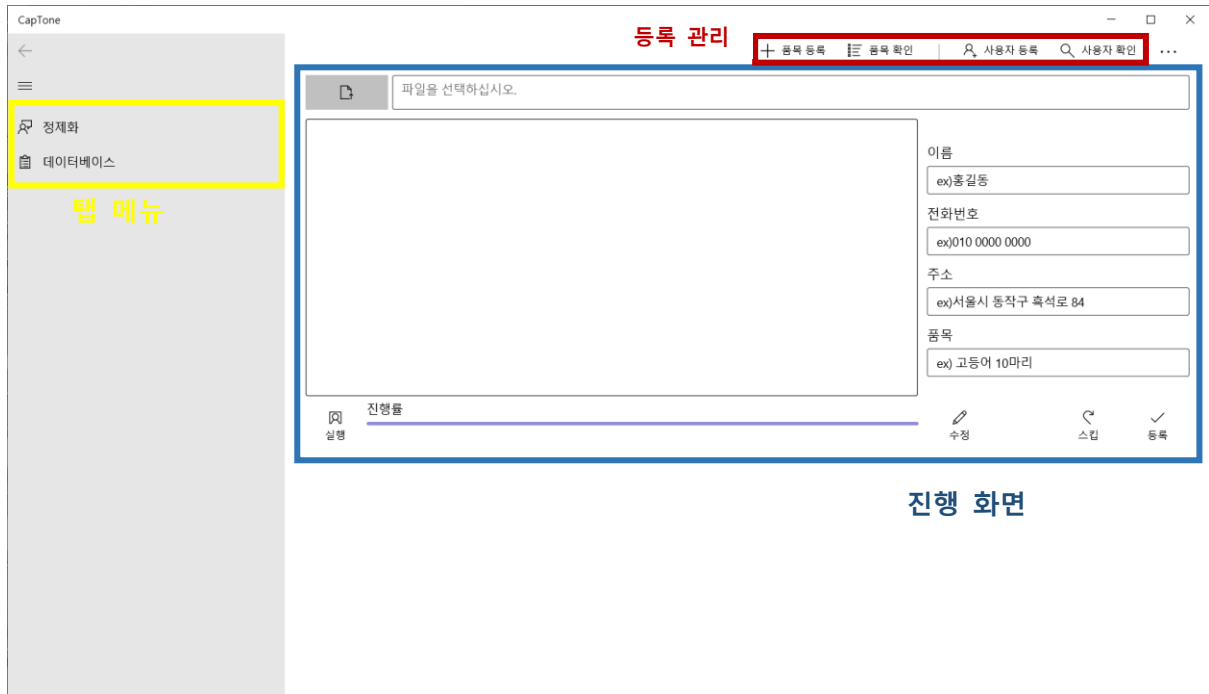 CapTone
등록 관리
품목 등록 품목 확인 사용자 등록 사용자 확인
파일을 선택하십시오.
정제화
데이터베이스
탭 메뉴
이름
ex)홍길동
전화번호
ex)010 0000 0000
주소
ex)서울시 동작구 흑석로 84
품목
ex) 고등어 10마리
진행률
실행
수정
스킵
등록
진행 화면